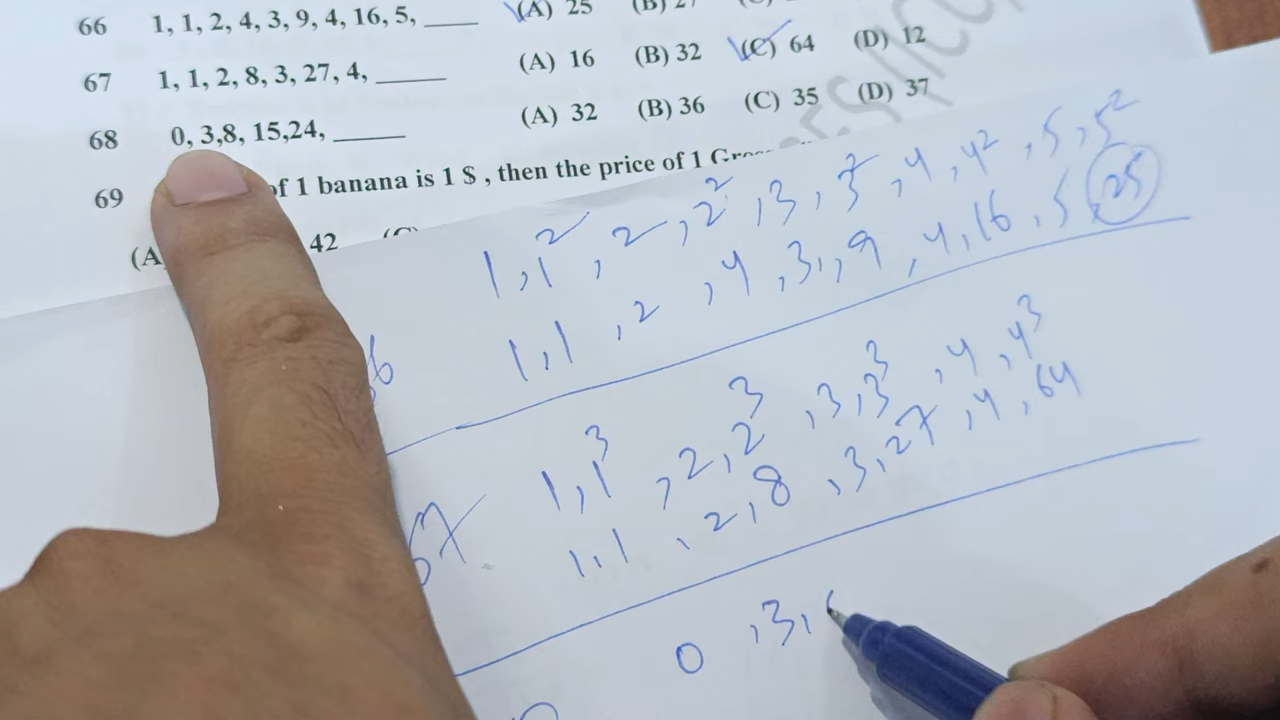 66 1, 1, 2, 4, 3, 9, 4, 16, 5, ____ (A) 25 (B) 27
67 1, 1, 2, 8, 3, 27, 4, ____ (A) 16 (B) 32 (C) 64 (D) 12
68 0, 3,8, 15,24, ____ (A) 32 (B) 36 (C) 35 (D) 37
69 of 1 banana is 1 $ , then the price of 1
(A 42
1, 1², 2, 2², 3, 3², 4, 4², 5, 5²
1, 1, 2, 4, 3, 9, 4, 16, 5, 25
67 1, 1³, 2, 2³, 3, 3³, 4, 4³
1, 1, 2, 8, 3, 27, 4, 64
0, 3,